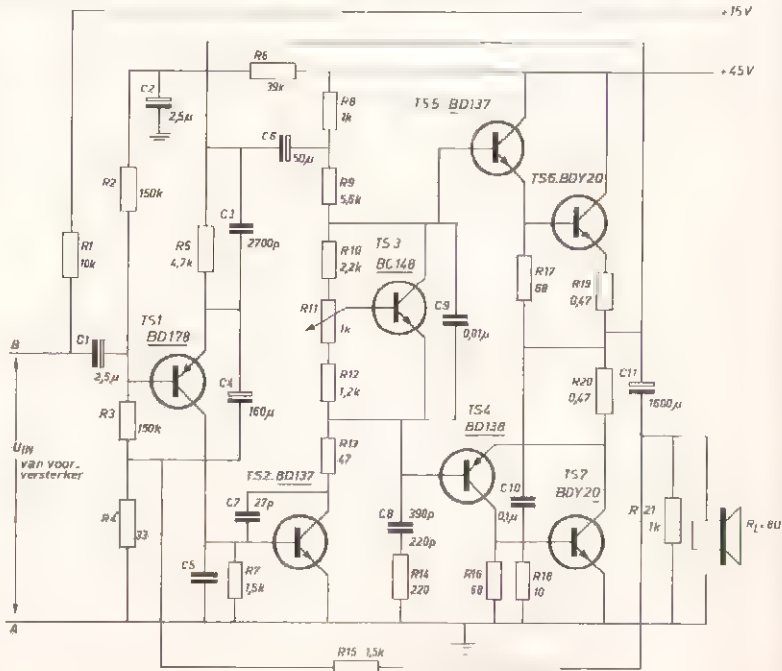 +15V
+45V
R6
39k
C2
2,5μ
R8
1k
TS5 BD137
C6
50μ
R2
150k
R9
5,6k
TS6.BDY20
C3
2700p
R1
10k
R5
4,7k
R10
2,2k
TS3
BC148
R17
68
R19
0,47
TS1
BD178
R11
1k
C9
0,01μ
B
C1
2,5μ
C4
160μ
R12
1,2k
R20
0,47
C11
1600μ
R3
150k
TS4
BD138
UIN
van voor-
versterker
R13
47
TS2.BD137
TS7
BDY20
C7
27p
C8
390p
220p
C10
0,1μ
R21
1k
RL=8Ω
R4
33
C5
R7
1,5k
R14
220
R16
68
R18
10
A
R15 1,5k